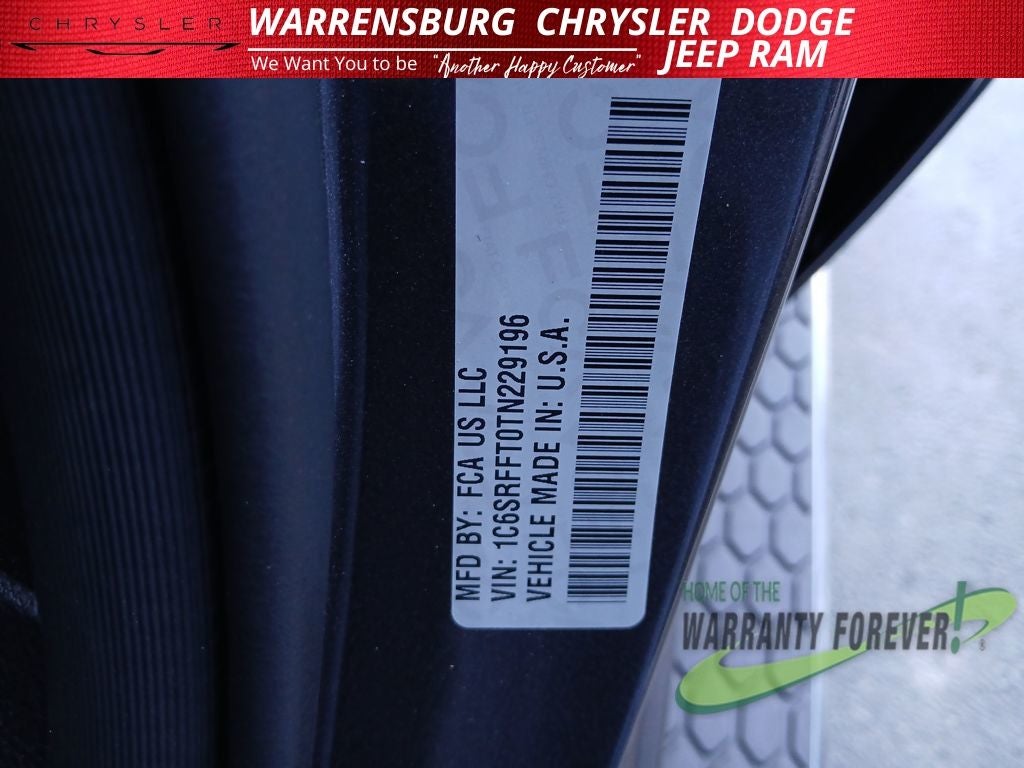 CHRYSLER
WARRENSBURG CHRYSLER DODGE
JEEP RAM
We Want You to be "Another Happy Customer"
MFD BY: FCA US LLC
VIN: 1C6SRFFT0TN229196
VEHICLE MADE IN: U.S.A.
HOME OF THE
WARRANTY FOREVER!
®